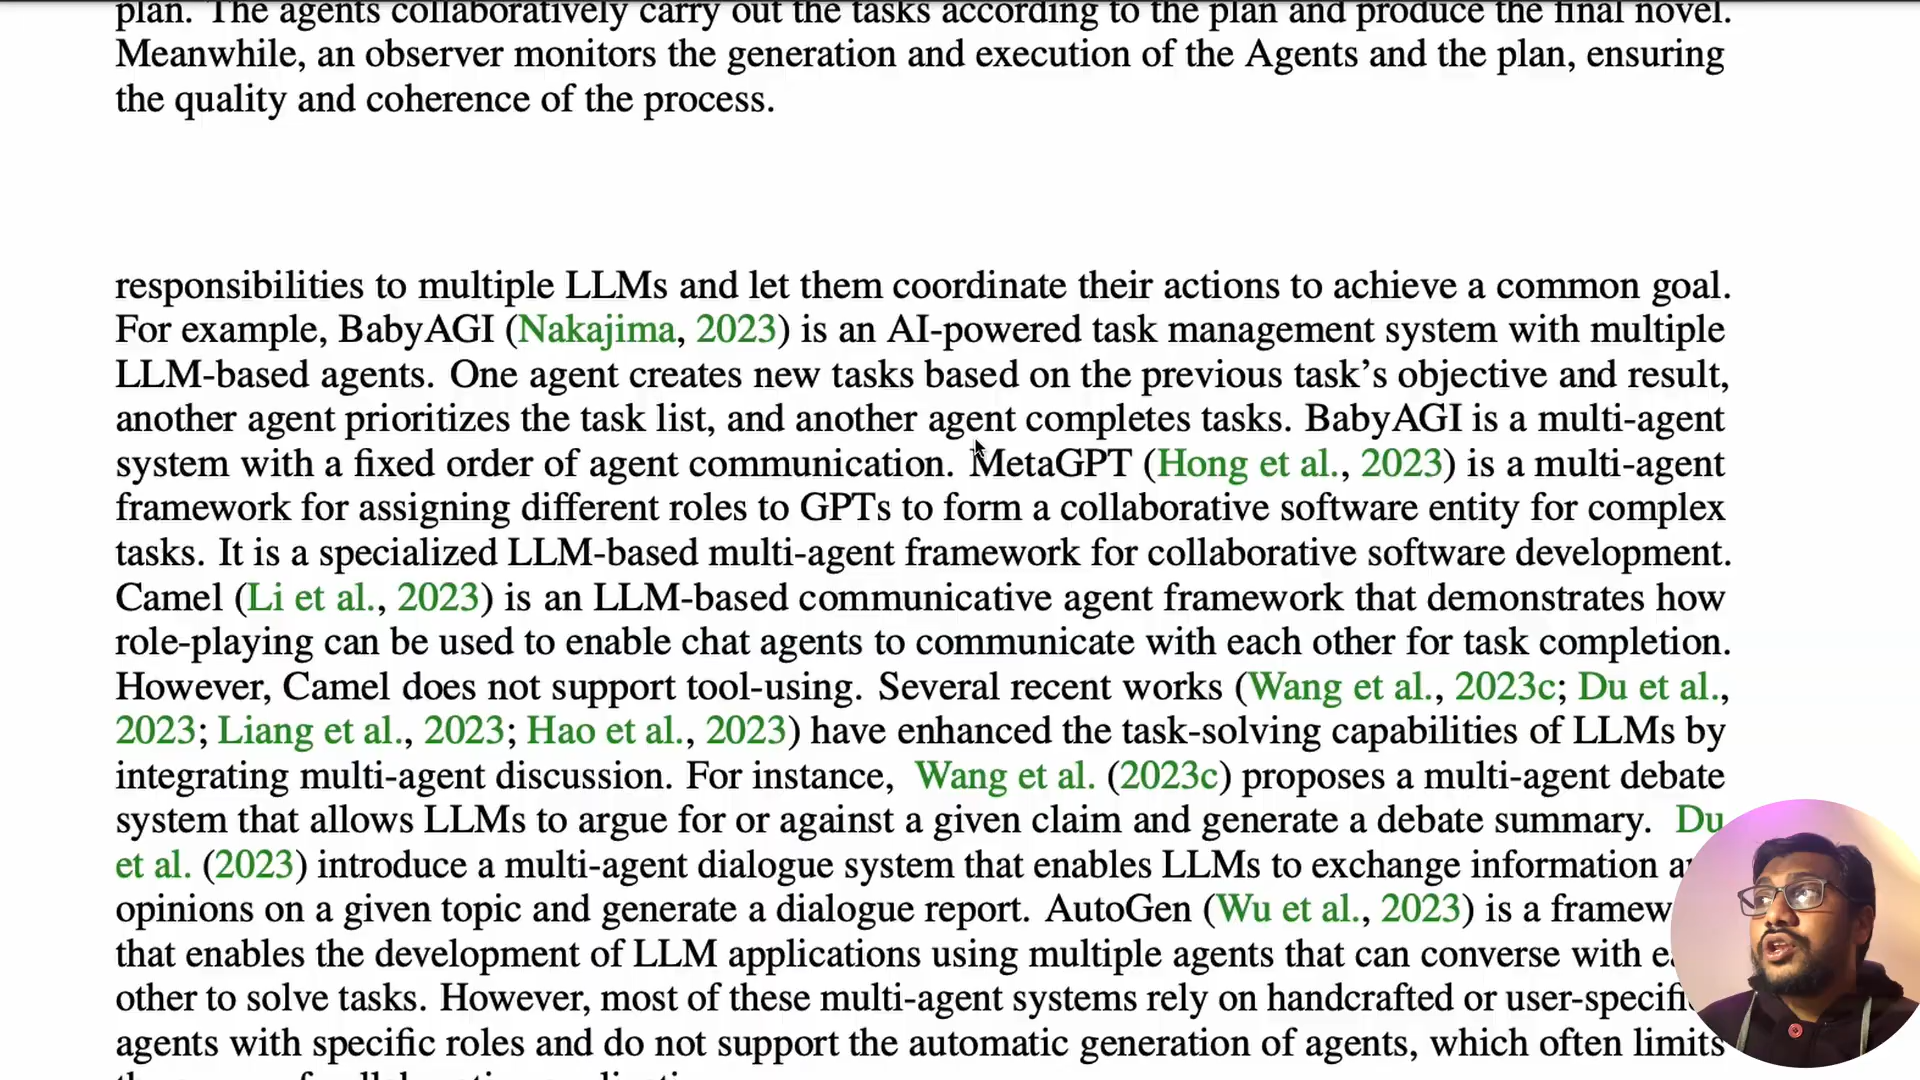 plan. The agents collaboratively carry out the tasks according to the plan and produce the final novel.
Meanwhile, an observer monitors the generation and execution of the Agents and the plan, ensuring
the quality and coherence of the process.
responsibilities to multiple LLMs and let them coordinate their actions to achieve a common goal.
For example, BabyAGI (Nakajima, 2023) is an AI-powered task management system with multiple
LLM-based agents. One agent creates new tasks based on the previous task’s objective and result,
another agent prioritizes the task list, and another agent completes tasks. BabyAGI is a multi-agent
system with a fixed order of agent communication. MetaGPT (Hong et al., 2023) is a multi-agent
framework for assigning different roles to GPTs to form a collaborative software entity for complex
tasks. It is a specialized LLM-based multi-agent framework for collaborative software development.
Camel (Li et al., 2023) is an LLM-based communicative agent framework that demonstrates how
role-playing can be used to enable chat agents to communicate with each other for task completion.
However, Camel does not support tool-using. Several recent works (Wang et al., 2023c; Du et al.,
2023; Liang et al., 2023; Hao et al., 2023) have enhanced the task-solving capabilities of LLMs by
integrating multi-agent discussion. For instance, Wang et al. (2023c) proposes a multi-agent debate
system that allows LLMs to argue for or against a given claim and generate a debate summary. Du
et al. (2023) introduce a multi-agent dialogue system that enables LLMs to exchange information
opinions on a given topic and generate a dialogue report. AutoGen (Wu et al., 2023) is a
that enables the development of LLM applications using multiple agents that can converse with
other to solve tasks. However, most of these multi-agent systems rely on handcrafted or
agents with specific roles and do not support the automatic generation of agents, which often limits